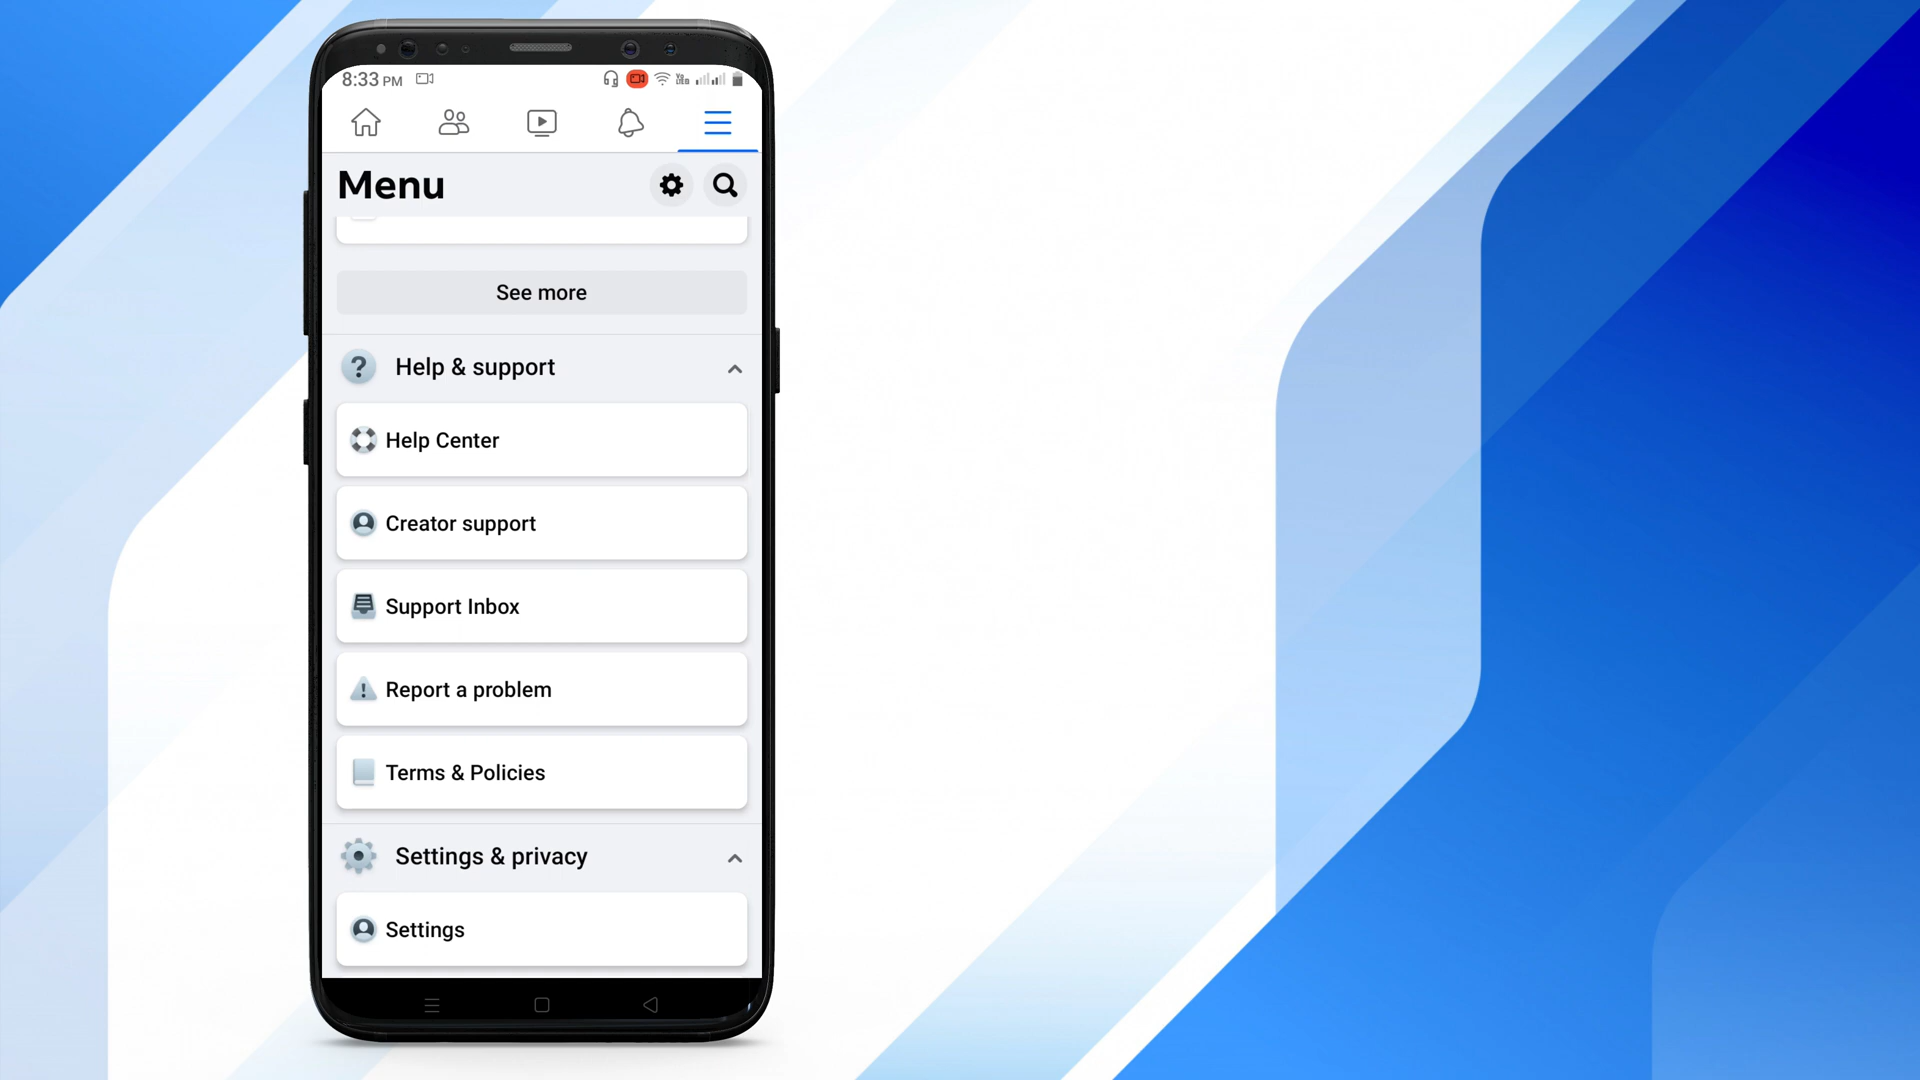 8:33 PM
Menu
See more
Help & support
Help Center
Creator support
Support Inbox
Report a problem
Terms & Policies
Settings & privacy
Settings